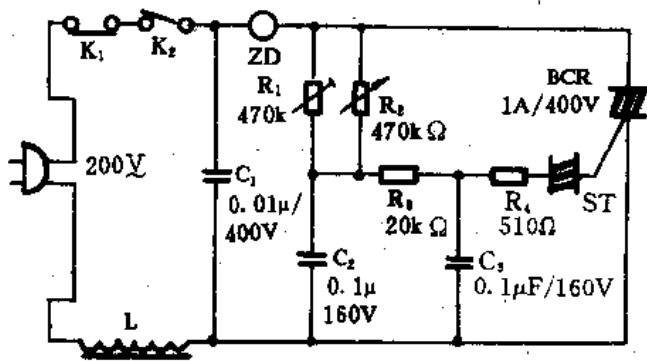 K₁
K₂
ZD
R₁
470k
R₂
470kΩ
BCR
1A/400V
200V
C₁
0.01μ/
400V
R₃
20kΩ
R₄
510Ω
ST
C₂
0.1μ
160V
C₃
0.1μF/160V
L